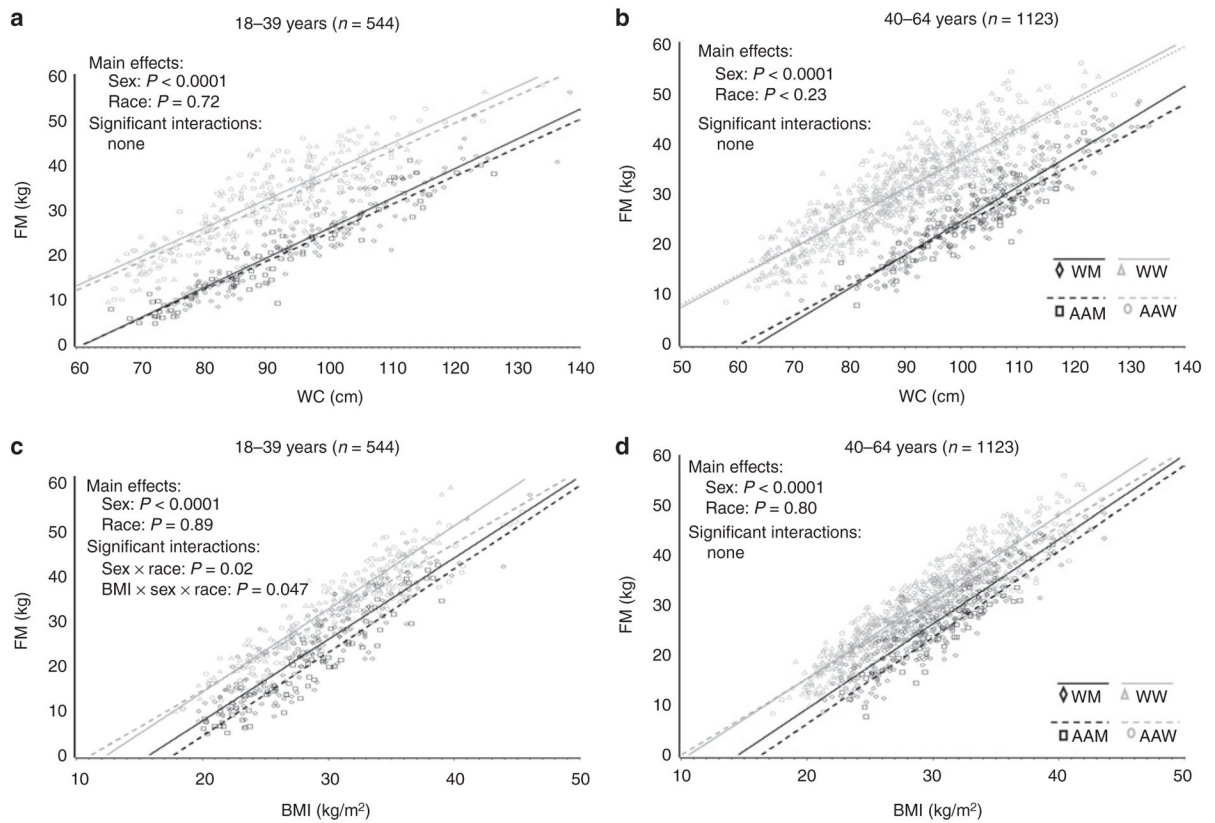 a
18–39 years (n = 544)
Main effects:
Sex: P < 0.0001
Race: P = 0.72
Significant interactions:
none
FM (kg)
60
50
40
30
20
10
0
60 70 80 90 100 110 120 130 140
WC (cm)
b
40–64 years (n = 1123)
Main effects:
Sex: P < 0.0001
Race: P < 0.23
Significant interactions:
none
FM (kg)
60
50
40
30
20
10
0
50 60 70 80 90 100 110 120 130 140
WC (cm)
WM WW
AAM AAW
c
18–39 years (n = 544)
Main effects:
Sex: P < 0.0001
Race: P = 0.89
Significant interactions:
Sex × race: P = 0.02
BMI × sex × race: P = 0.047
FM (kg)
60
50
40
30
20
10
0
10 20 30 40 50
BMI (kg/m²)
d
40–64 years (n = 1123)
Main effects:
Sex: P < 0.0001
Race: P = 0.80
Significant interactions:
none
FM (kg)
60
50
40
30
20
10
0
10 20 30 40 50
BMI (kg/m²)
WM WW
AAM AAW